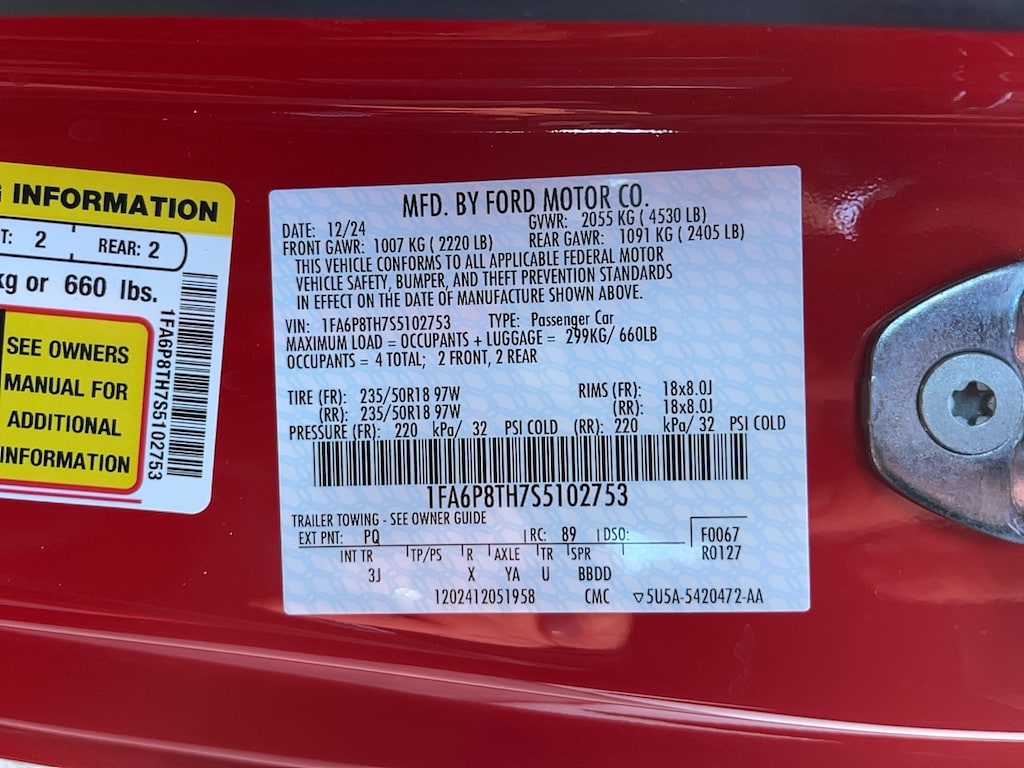 INFORMATION
T: 2 REAR: 2
kg or 660 lbs.
SEE OWNERS
MANUAL FOR
ADDITIONAL
INFORMATION
1FA6P8TH7S5102753
MFD. BY FORD MOTOR CO.
DATE: 12/24 GVWR: 2055 KG ( 4530 LB)
FRONT GAWR: 1007 KG ( 2220 LB) REAR GAWR: 1091 KG ( 2405 LB)
THIS VEHICLE CONFORMS TO ALL APPLICABLE FEDERAL MOTOR
VEHICLE SAFETY, BUMPER, AND THEFT PREVENTION STANDARDS
IN EFFECT ON THE DATE OF MANUFACTURE SHOWN ABOVE.
VIN: 1FA6P8TH7S5102753 TYPE: Passenger Car
MAXIMUM LOAD = OCCUPANTS + LUGGAGE = 299KG/ 660LB
OCCUPANTS = 4 TOTAL; 2 FRONT, 2 REAR
TIRE (FR): 235/50R18 97W RIMS (FR): 18x8.0J
(RR): 235/50R18 97W (RR): 18x8.0J
PRESSURE (FR): 220 kPa/ 32 PSI COLD (RR): 220 kPa/ 32 PSI COLD
1FA6P8TH7S5102753
TRAILER TOWING - SEE OWNER GUIDE
EXT PNT: PQ RC: 89 DSO: F0067
INT TR TP/PS R AXLE TR SPR R0127
3J X YA U BBDD
1202412051958 CMC ▽5U5A-5420472-AA